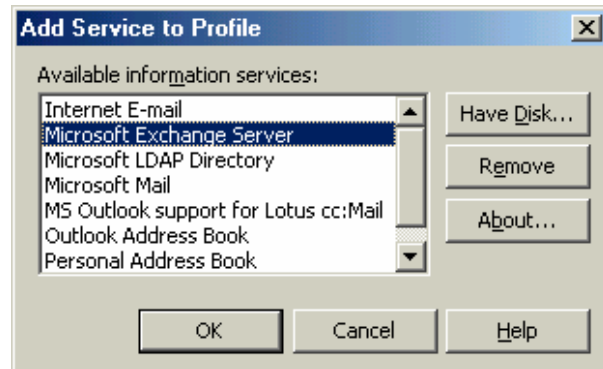 Add Service to Profile
Available information services:
Internet E-mail
Microsoft Exchange Server
Microsoft LDAP Directory
Microsoft Mail
MS Outlook support for Lotus cc:Mail
Outlook Address Book
Personal Address Book
Have Disk...
Remove
About...
OK
Cancel
Help